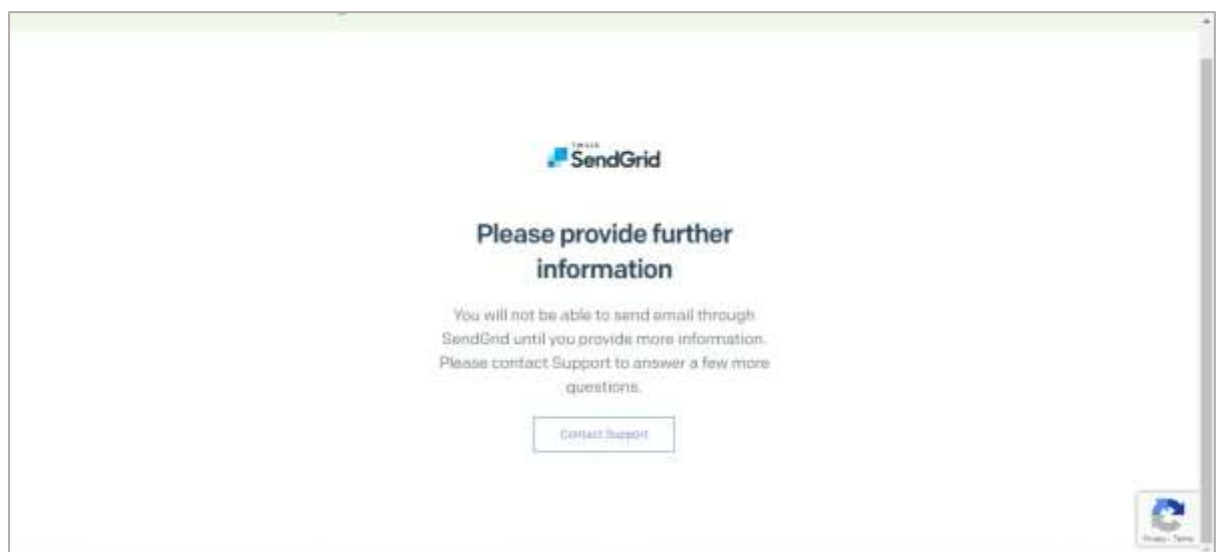 TWILIO
SendGrid
Please provide further
information
You will not be able to send email through
SendGrid until you provide more information.
Please contact Support to answer a few more
questions.
Contact Support
Privacy - Terms